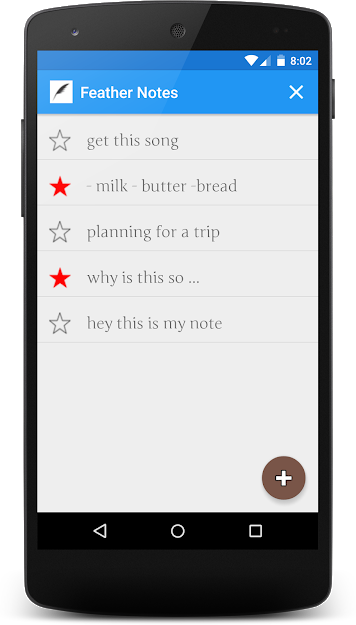 8:02
Feather Notes
get this song
- milk - butter -bread
planning for a trip
why is this so ...
hey this is my note